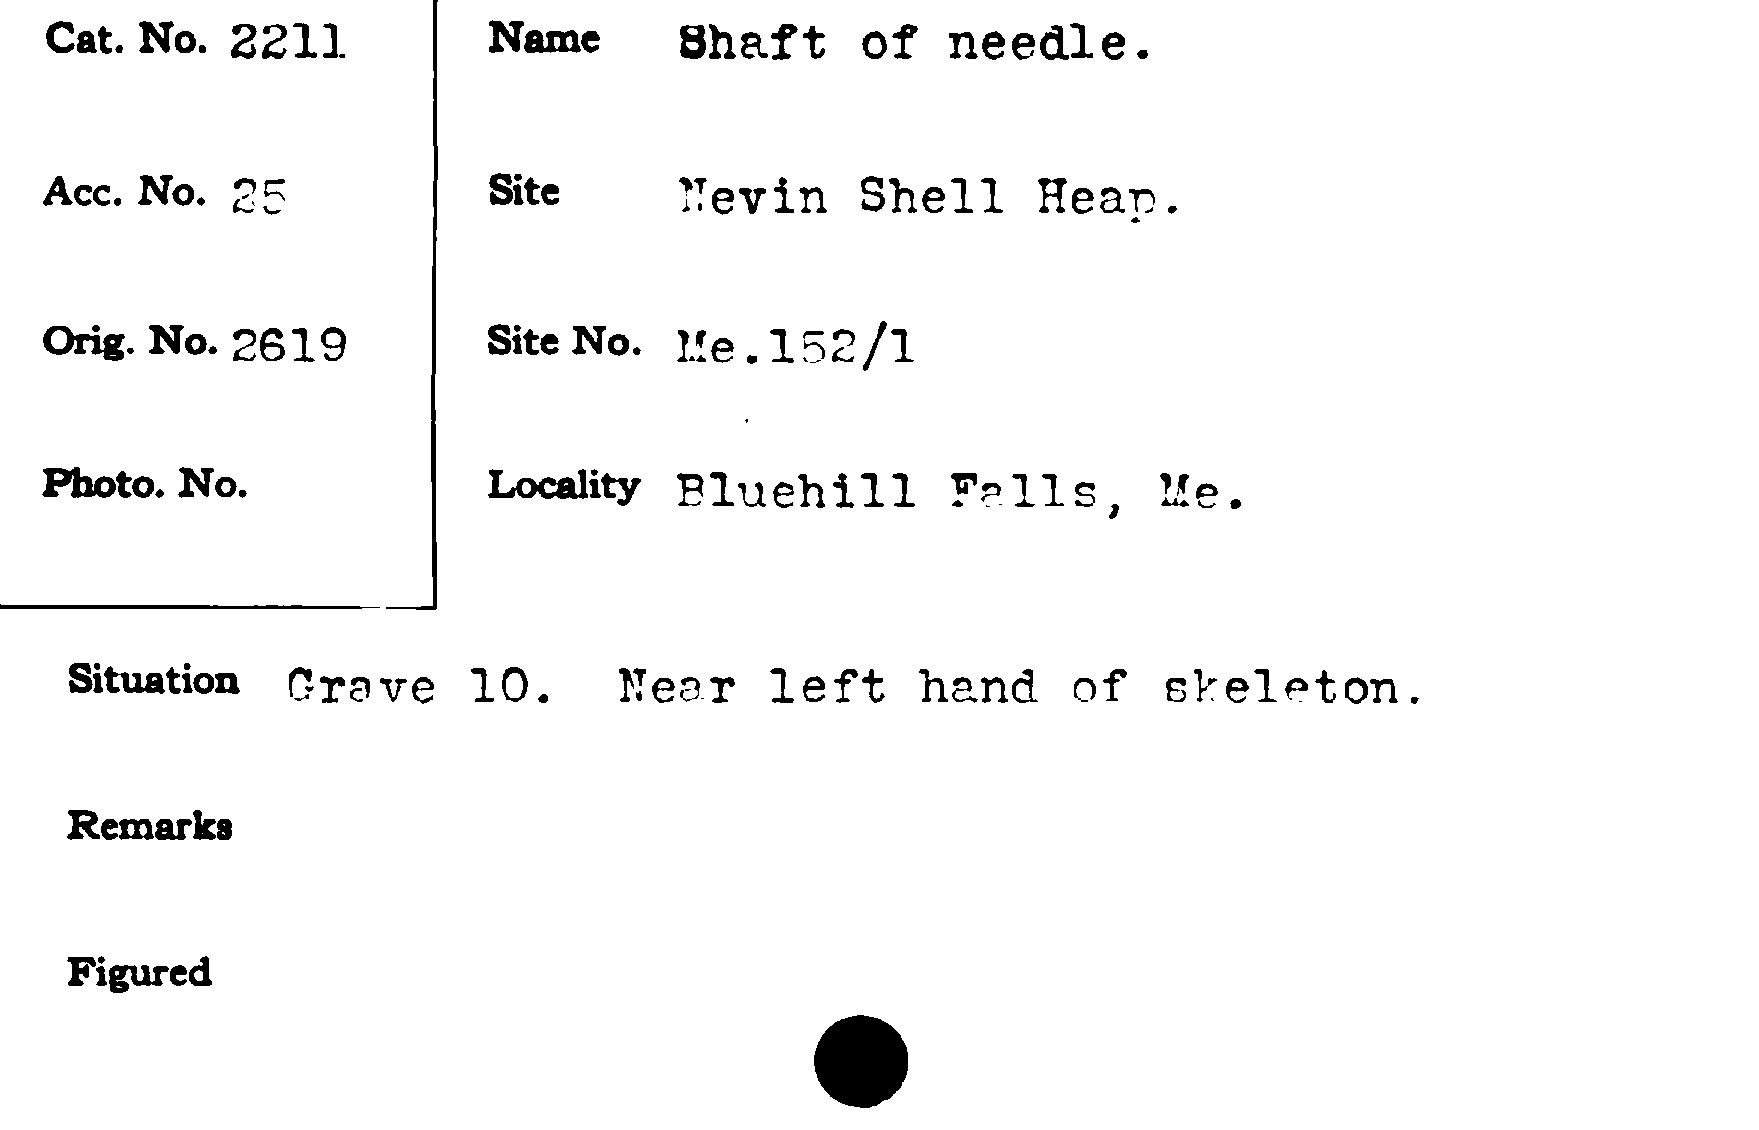 Cat. No. 2211
Name Shaft of needle.
Acc. No. 25
Site Nevin Shell Heap.
Orig. No. 2619
Site No. Me.152/1
Photo. No.
Locality Bluehill Falls, Me.
Situation Grave 10. Near left hand of skeleton.
Remarks
Figured